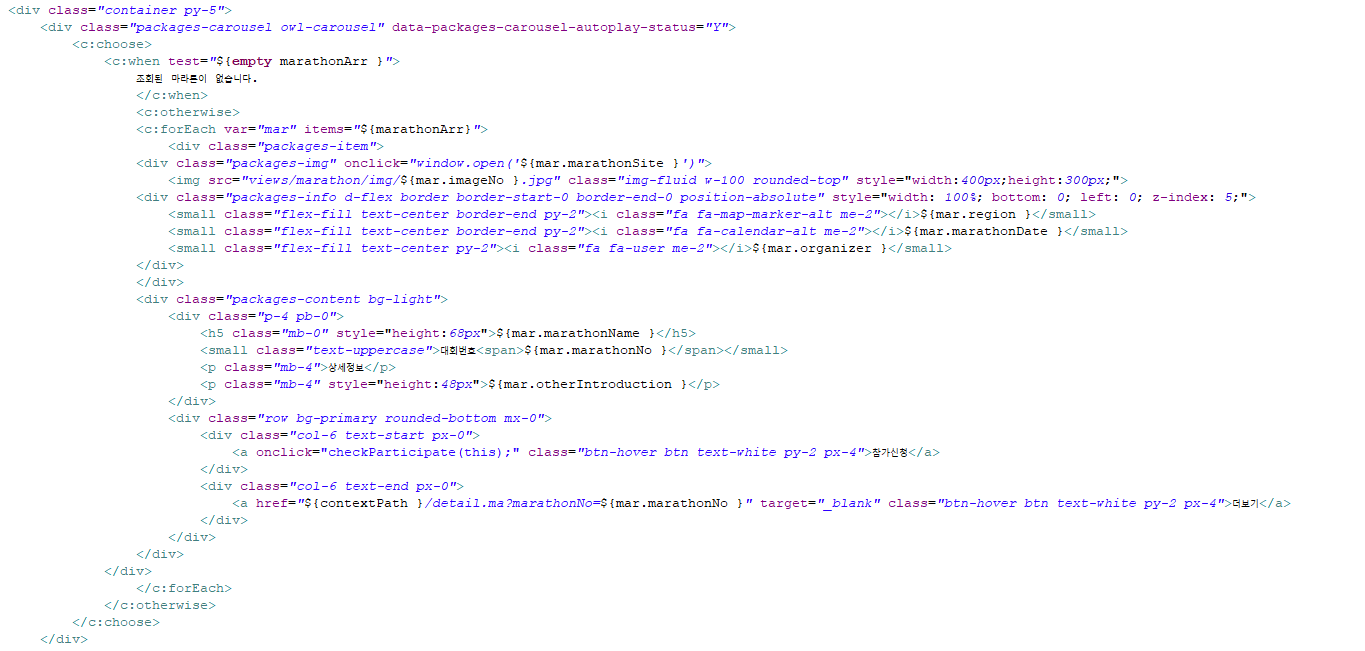 <div class="container py-5">
<div class="packages-carousel owl-carousel" data-packages-carousel-autoplay-status="Y">
<c:choose>
<c:when test="${empty marathonArr }">
조회된 마라톤이 없습니다.
</c:when>
<c:otherwise>
<c:forEach var="mar" items="${marathonArr}">
<div class="packages-item">
<div class="packages-img" onclick="window.open('${mar.marathonSite }')">
<img src="views/marathon/img/${mar.imageNo }.jpg" class="img-fluid w-100 rounded-top" style="width:400px;height:300px;">
<div class="packages-info d-flex border border-start-0 border-end-0 position-absolute" style="width: 100%; bottom: 0; left: 0; z-index: 5;">
<small class="flex-fill text-center border-end py-2"><i class="fa fa-map-marker-alt me-2"></i>${mar.region }</small>
<small class="flex-fill text-center border-end py-2"><i class="fa fa-calendar-alt me-2"></i>${mar.marathonDate }</small>
<small class="flex-fill text-center py-2"><i class="fa fa-user me-2"></i>${mar.organizer }</small>
</div>
</div>
<div class="packages-content bg-light">
<div class="p-4 pb-0">
<h5 class="mb-0" style="height:68px">${mar.marathonName }</h5>
<small class="text-uppercase">대회번호<span>${mar.marathonNo }</span></small>
<p class="mb-4">상세정보</p>
<p class="mb-4" style="height:48px">${mar.otherIntroduction }</p>
</div>
<div class="row bg-primary rounded-bottom mx-0">
<div class="col-6 text-start px-0">
<a onclick="checkParticipate(this);" class="btn-hover btn text-white py-2 px-4">참가신청</a>
</div>
<div class="col-6 text-end px-0">
<a href="${contextPath }/detail.ma?marathonNo=${mar.marathonNo }" target="_blank" class="btn-hover btn text-white py-2 px-4">더보기</a>
</div>
</div>
</div>
</div>
</c:forEach>
</c:otherwise>
</c:choose>
</div>